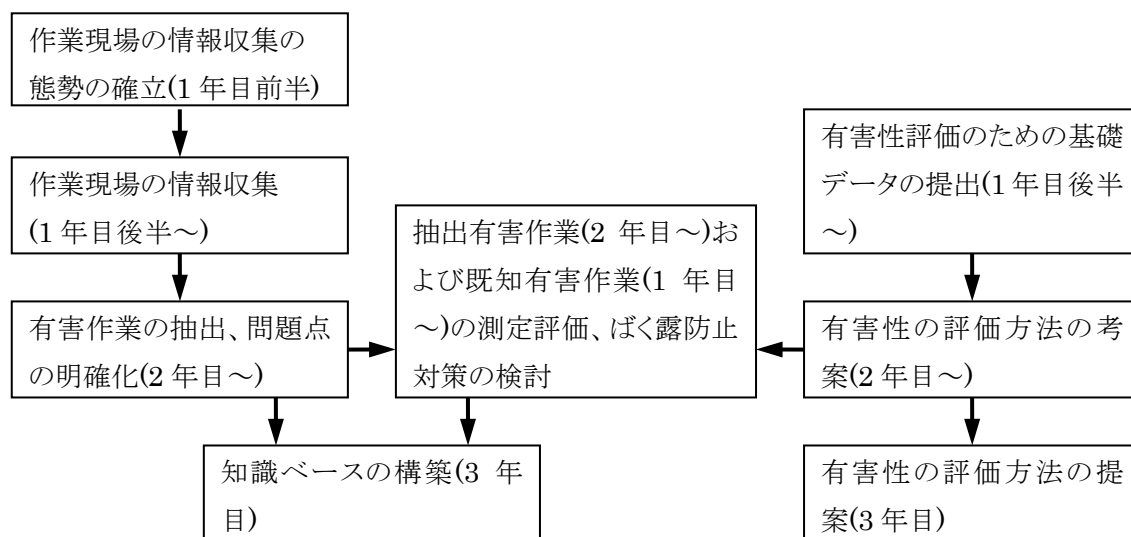 作業現場の情報収集の
態勢の確立(1 年目前半)
作業現場の情報収集
(1 年目後半～)
有害作業の抽出、問題点
の明確化(2 年目～)
抽出有害作業(2 年目～)お
よび既知有害作業(1 年目
～)の測定評価、ばく露防止
対策の検討
知識ベースの構築(3 年
目)
有害性評価のための基礎
データの提出(1 年目後半
～)
有害性の評価方法の考
案(2 年目～)
有害性の評価方法の提
案(3 年目)